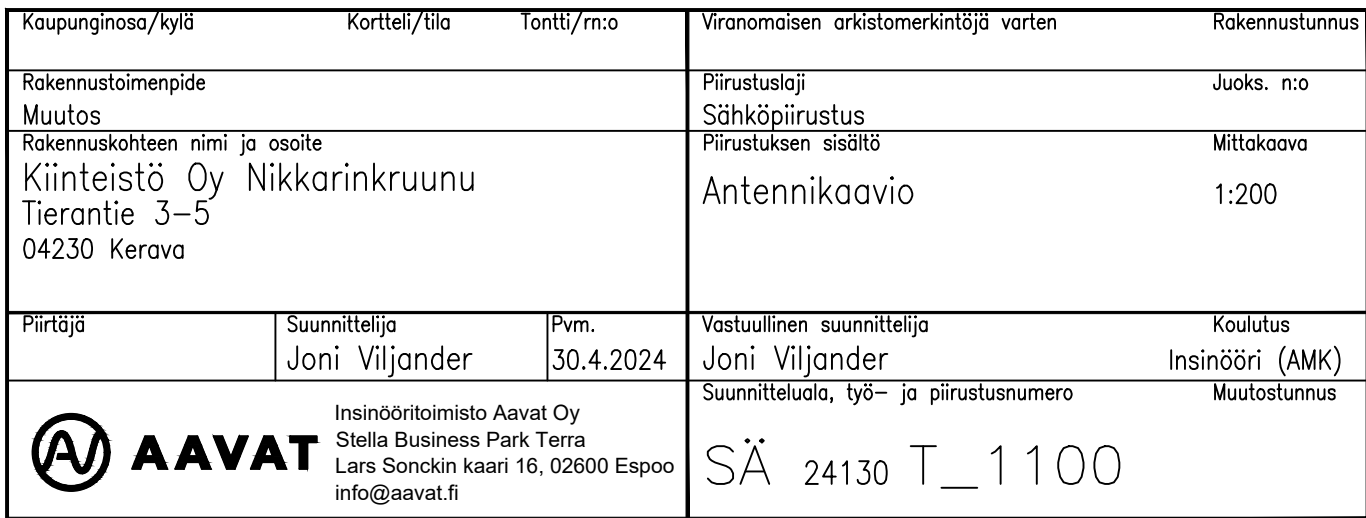 Kaupunginosa/kylä Kortteli/tila Tontti/rn:o Viranomaisen arkistomerkintöjä varten Rakennustunnus
Rakennustoimenpide Piirustuslaji Juoks. n:o
Muutos Sähköpiirustus
Rakennuskohteen nimi ja osoite Piirustuksen sisältö Mittakaava
Kiinteistö Oy Nikkarinkruunu
Tierantie 3-5
04230 Kerava
Antennikaavio 1:200
Piirtäjä Suunnittelija Pvm. Vastuullinen suunnittelija Koulutus
Joni Viljander 30.4.2024 Joni Viljander Insinööri (AMK)
Suunnitteluala, työ- ja piirustusnumero Muutostunnus
AAVAT
Insinööritoimisto Aavat Oy
Stella Business Park Terra
Lars Sonckin kaari 16, 02600 Espoo
info@aavat.fi
SÄ 24130 T_1100